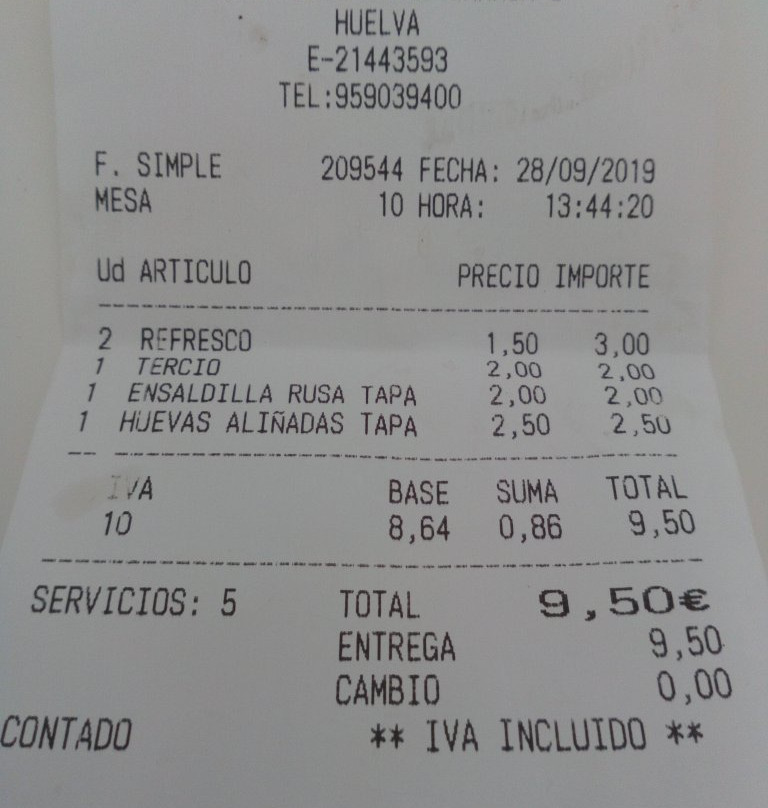 HUELVA
E-21443593
TEL:959039400
F. SIMPLE 209544 FECHA: 28/09/2019
MESA 10 HORA: 13:44:20
Ud ARTICULO PRECIO IMPORTE
2 REFRESCO 1,50 3,00
1 TERCIO 2,00 2,00
1 ENSALDILLA RUSA TAPA 2,00 2,00
1 HUEVAS ALIÑADAS TAPA 2,50 2,50
IVA BASE SUMA TOTAL
10 8,64 0,86 9,50
SERVICIOS: 5 TOTAL 9,50€
ENTREGA 9,50
CAMBIO 0,00
CONTADO ** IVA INCLUIDO **